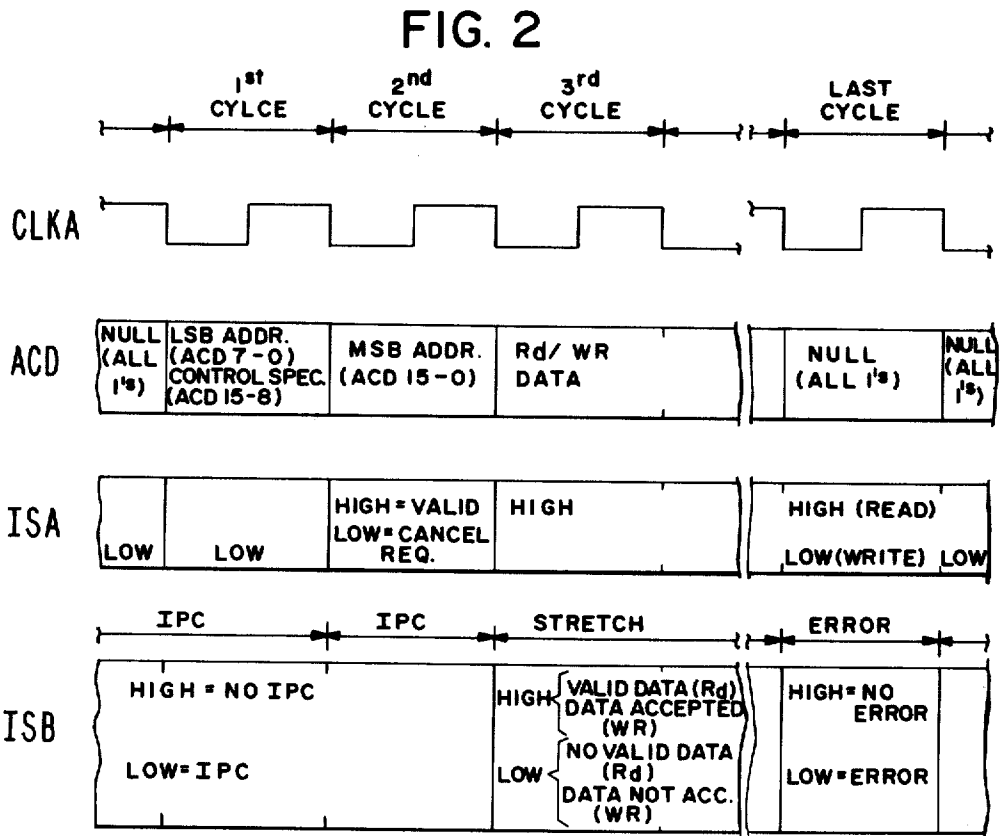 FIG. 2
1st CYLCE
2nd CYCLE
3rd CYCLE
LAST CYCLE
CLKA
ACD
NULL
(ALL
1's)
LSB ADDR.
(ACD 7-0)
CONTROL SPEC.
(ACD 15-8)
MSB ADDR.
(ACD 15-0)
Rd/ WR
DATA
NULL
(ALL 1's)
NULL
(ALL
1's)
ISA
LOW
LOW
HIGH=VALID
LOW=CANCEL
REQ.
HIGH
HIGH (READ)
LOW(WRITE)
LOW
IPC
IPC
STRETCH
ERROR
ISB
HIGH = NO IPC
LOW=IPC
HIGH
VALID DATA (Rd)
DATA ACCEPTED
(WR)
LOW
NO VALID DATA
(Rd)
DATA NOT ACC.
(WR)
HIGH=NO
ERROR
LOW=ERROR